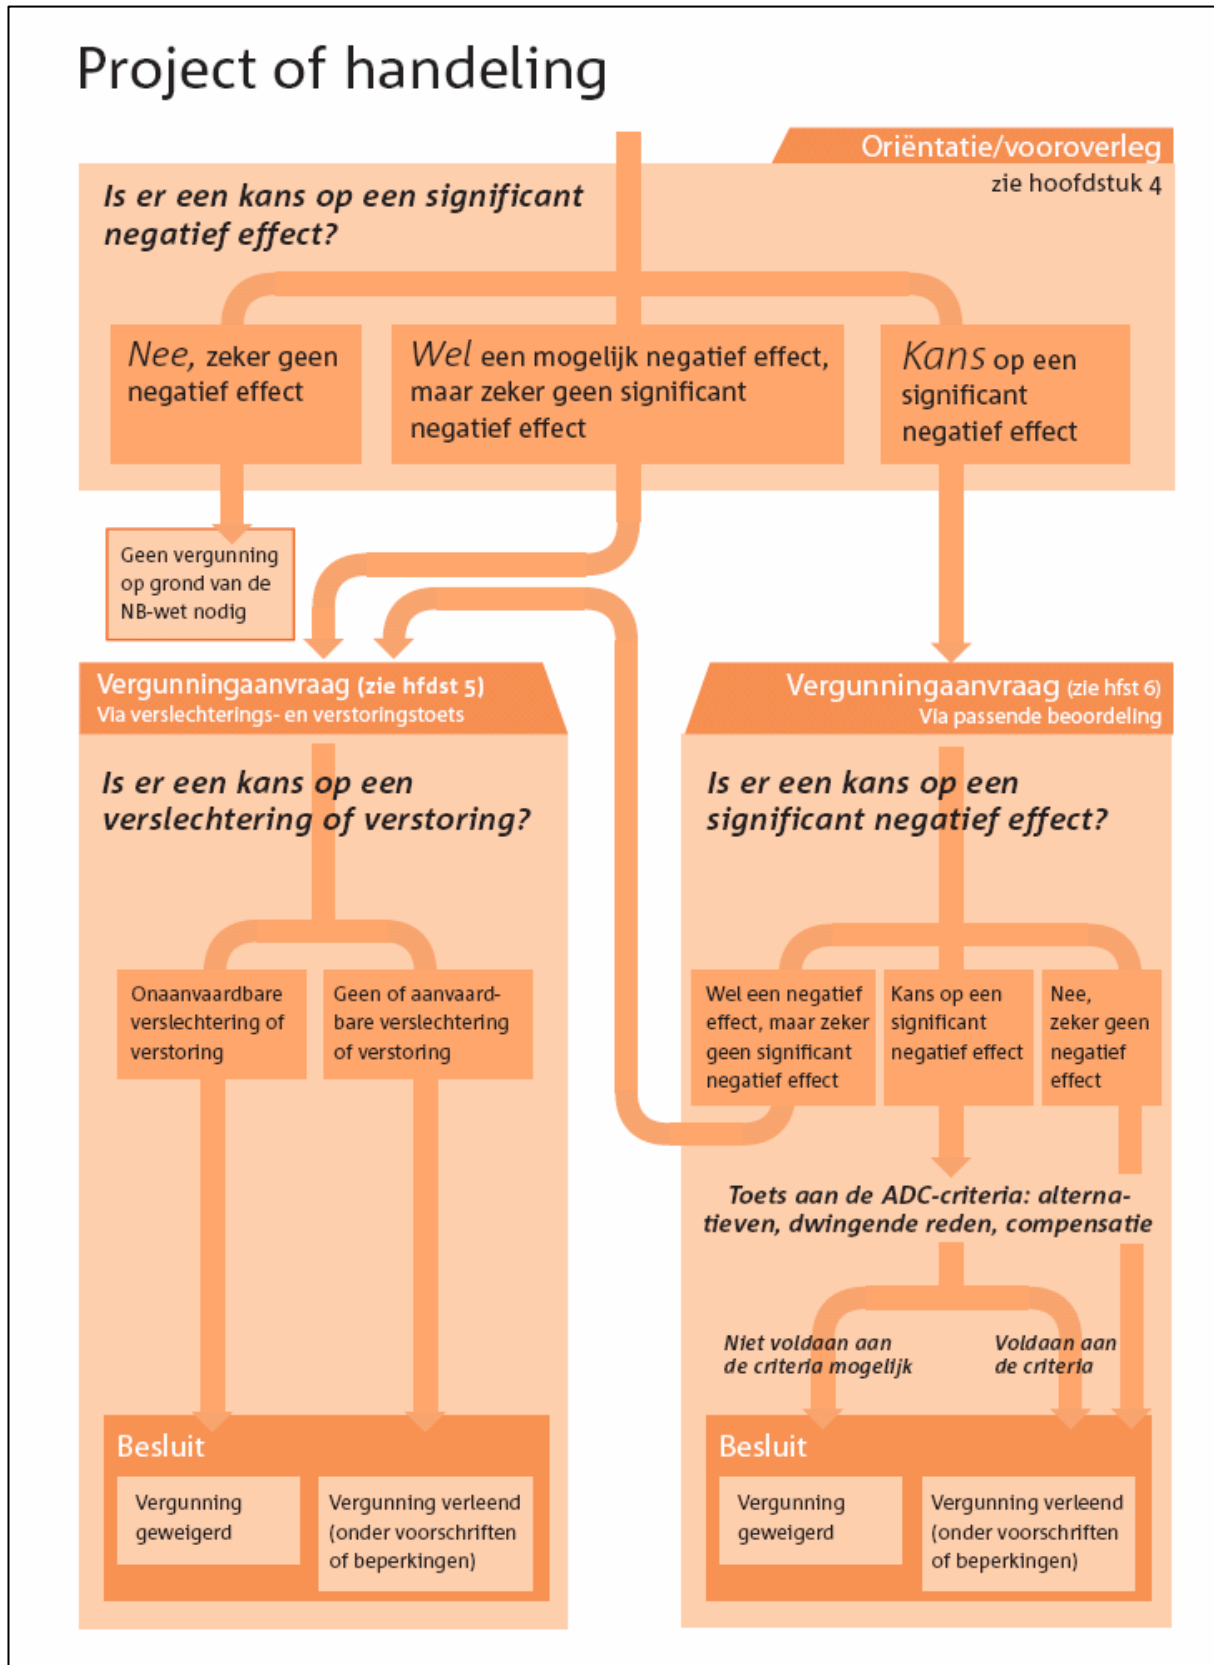 Project of handeling
Oriëntatie/vooroverleg
zie hoofdstuk 4
Is er een kans op een significant
negatief effect?
Nee, zeker geen
negatief effect
Wel een mogelijk negatief effect,
maar zeker geen significant
negatief effect
Kans op een
significant
negatief effect
Geen vergunning
op grond van de
NB-wet nodig
Vergunningaanvraag (zie hfdst 5)
Via verslechterings- en verstoringstoets
Is er een kans op een
verslechtering of verstoring?
Onaanvaardbare
verslechtering of
verstoring
Geen of aanvaard-
bare verslechtering
of verstoring
Besluit
Vergunning
geweigerd
Vergunning verleend
(onder voorschriften
of beperkingen)
Vergunningaanvraag (zie hfst 6)
Via passende beoordeling
Is er een kans op een
significant negatief effect?
Wel een negatief
effect, maar zeker
geen significant
negatief effect
Kans op een
significant
negatief effect
Nee,
zeker geen
negatief
effect
Toets aan de ADC-criteria: alterna-
tieven, dwingende reden, compensatie
Niet voldaan aan
de criteria mogelijk
Voldaan aan
de criteria
Besluit
Vergunning
geweigerd
Vergunning verleend
(onder voorschriften
of beperkingen)